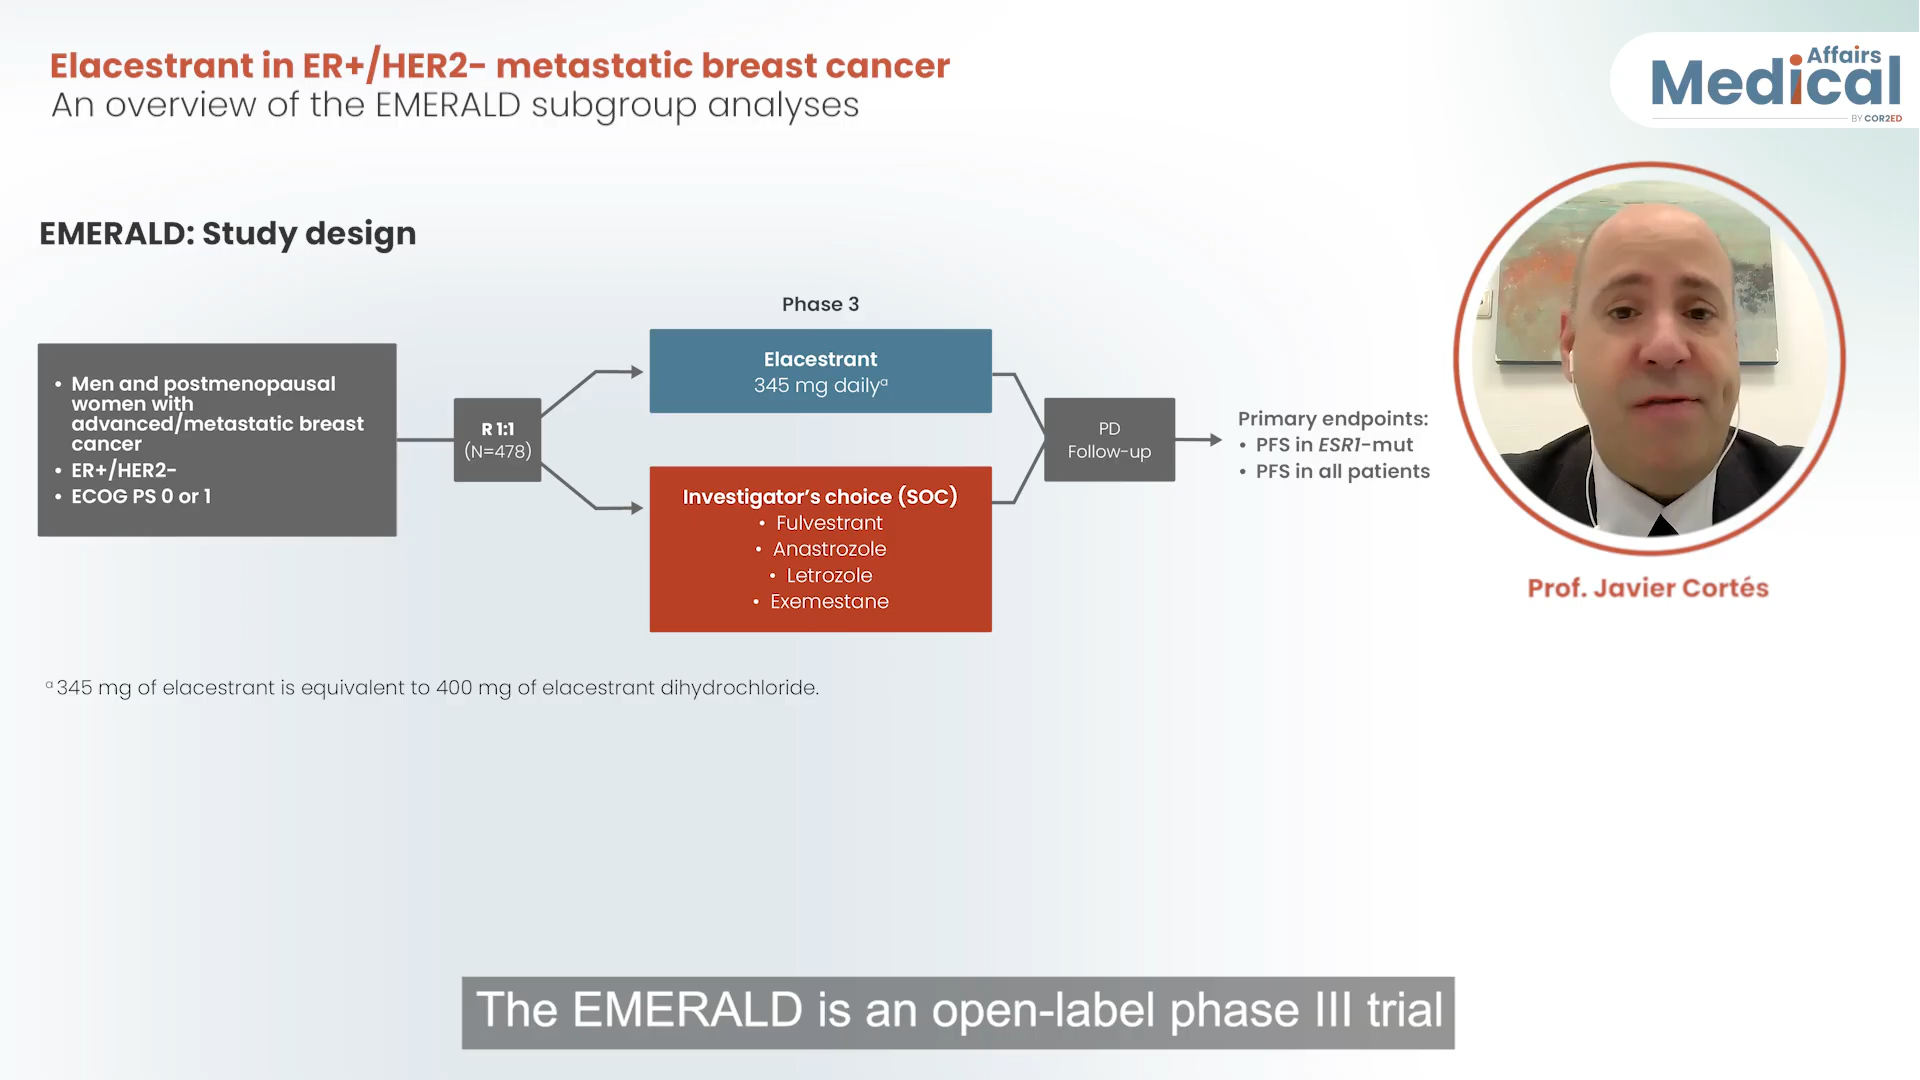 Elacestrant in ER+/HER2- metastatic breast cancer
An overview of the EMERALD subgroup analyses
Affairs
Medical
BY COR2ED
EMERALD: Study design
Phase 3
• Men and postmenopausal
women with
advanced/metastatic breast
cancer
• ER+/HER2-
• ECOG PS 0 or 1
R 1:1
(N=478)
Elacestrant
345 mg dailyᵃ
Investigator's choice (SOC)
• Fulvestrant
• Anastrozole
• Letrozole
• Exemestane
PD
Follow-up
Primary endpoints:
• PFS in ESR1-mut
• PFS in all patients
Prof. Javier Cortés
ᵃ 345 mg of elacestrant is equivalent to 400 mg of elacestrant dihydrochloride.
The EMERALD is an open-label phase III trial